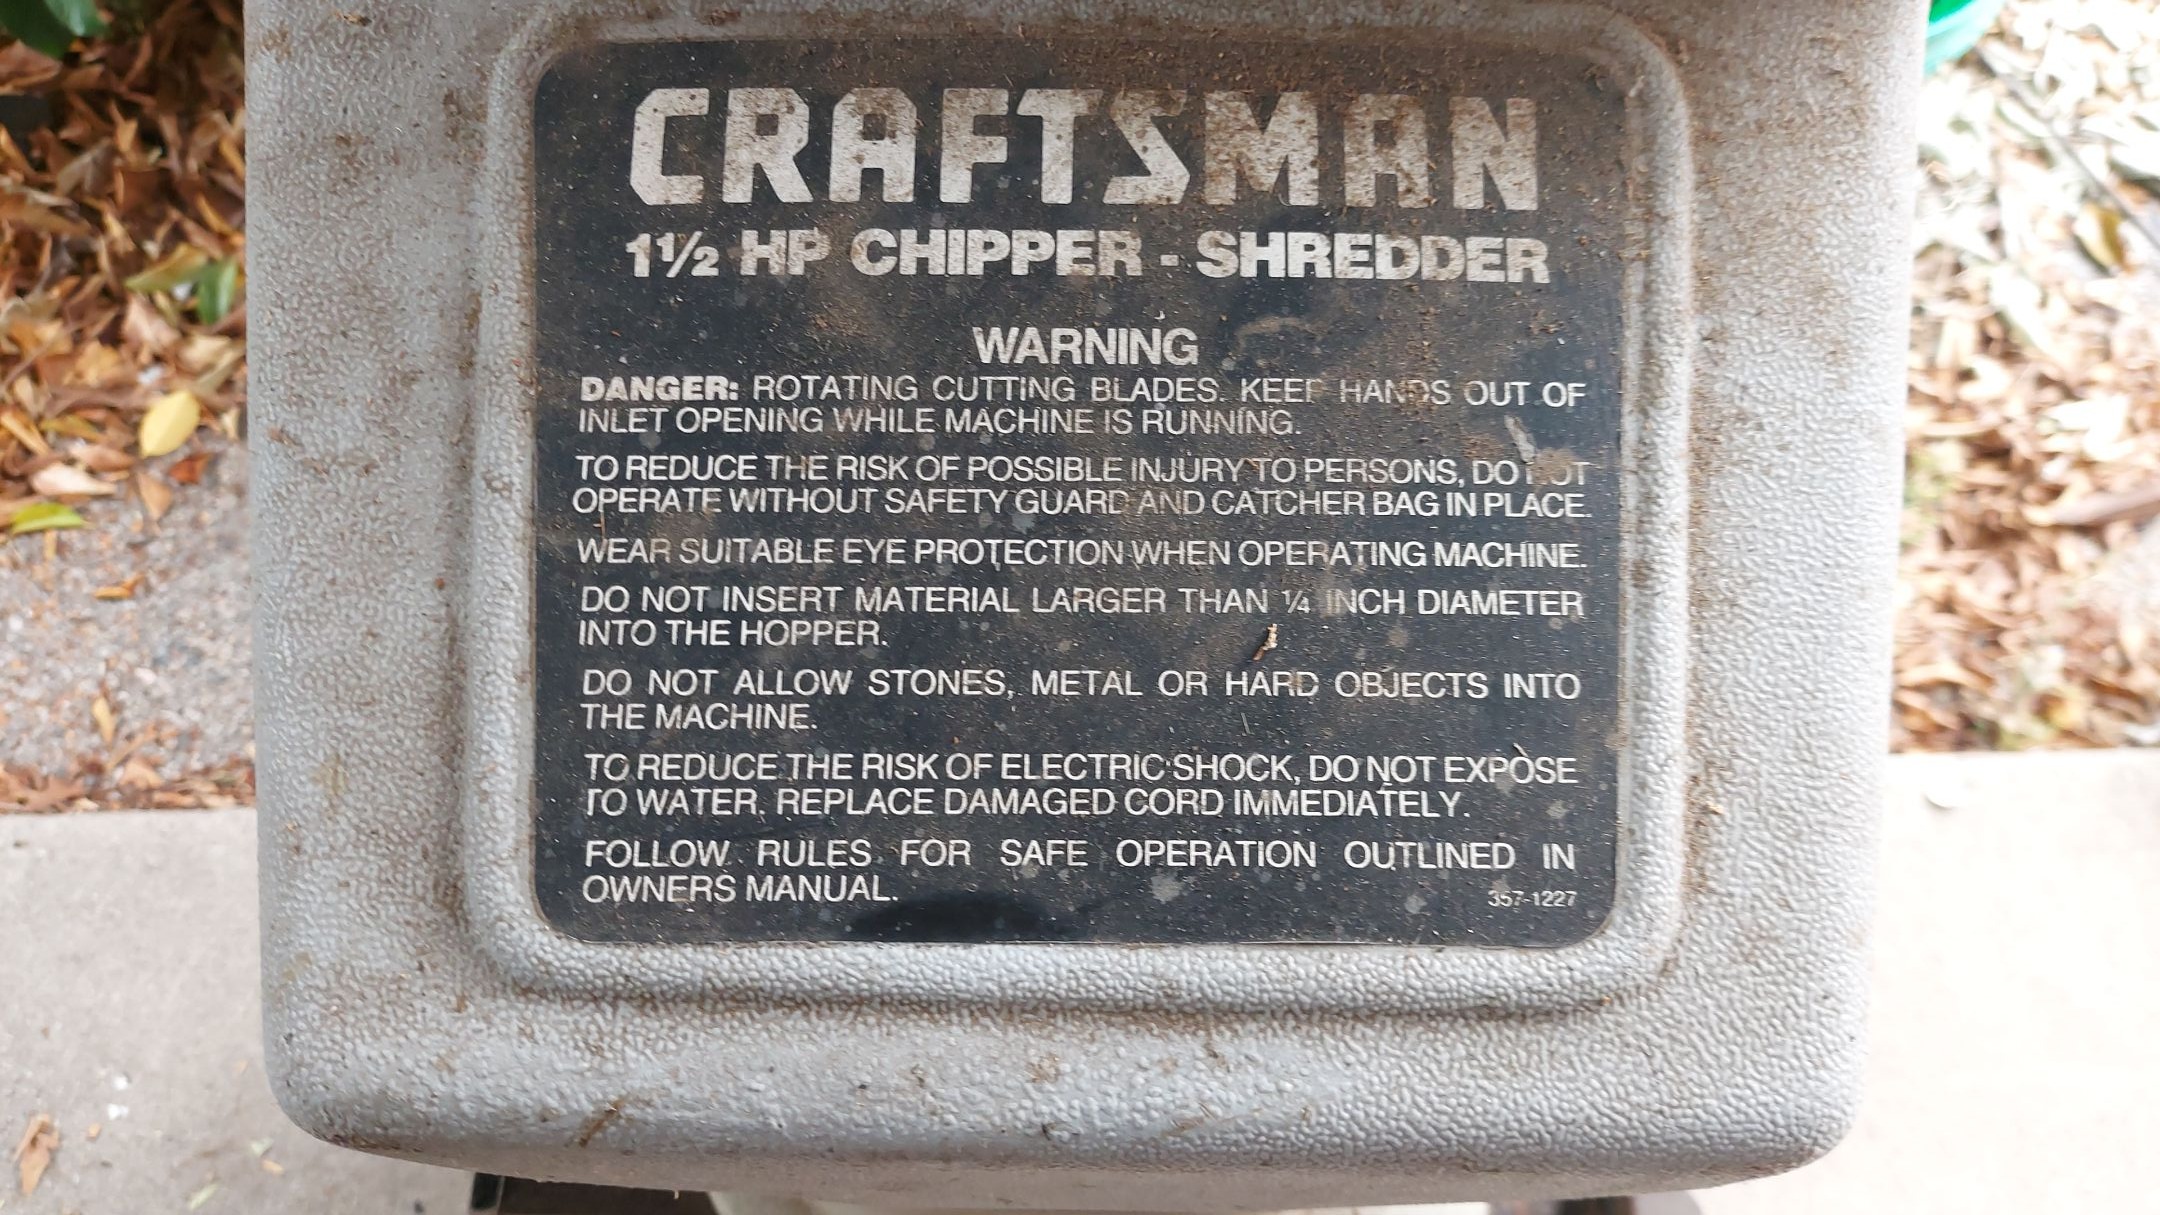 CRAFTSMAN
1½ HP CHIPPER - SHREDDER
WARNING
DANGER: ROTATING CUTTING BLADES. KEEP HANDS OUT OF
INLET OPENING WHILE MACHINE IS RUNNING.
TO REDUCE THE RISK OF POSSIBLE INJURY TO PERSONS, DO NOT
OPERATE WITHOUT SAFETY GUARD AND CATCHER BAG IN PLACE.
WEAR SUITABLE EYE PROTECTION WHEN OPERATING MACHINE.
DO NOT INSERT MATERIAL LARGER THAN ¼ INCH DIAMETER
INTO THE HOPPER.
DO NOT ALLOW STONES, METAL OR HARD OBJECTS INTO
THE MACHINE.
TO REDUCE THE RISK OF ELECTRIC SHOCK, DO NOT EXPOSE
TO WATER. REPLACE DAMAGED CORD IMMEDIATELY.
FOLLOW RULES FOR SAFE OPERATION OUTLINED IN
OWNERS MANUAL.
357-1227